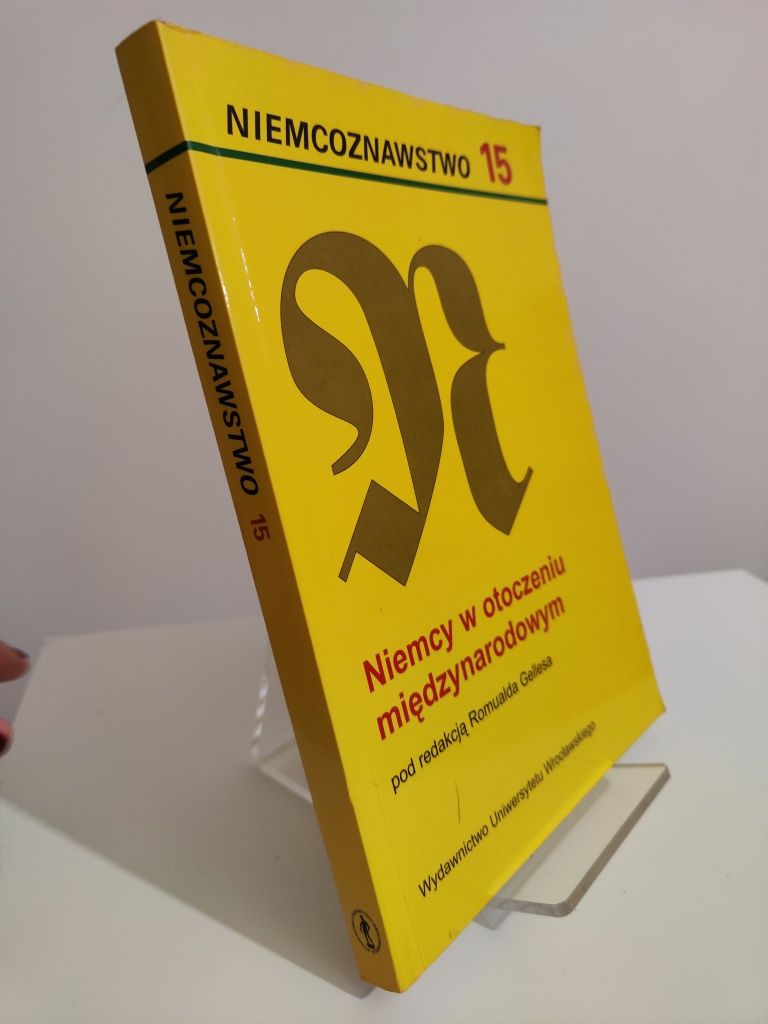 NIEMCOZNAWSTWO 15
N
Niemcy w otoczeniu
międzynarodowym
pod redakcją Romualda Gellesa
Wydawnictwo Uniwersytetu Wrocławskiego
NIEMCOZNAWSTWO 15